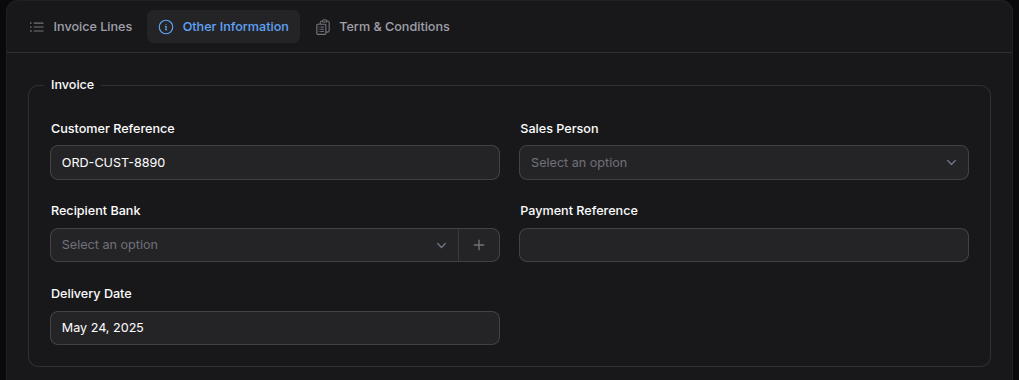 Invoice Lines Other Information Term & Conditions
Invoice
Customer Reference Sales Person
ORD-CUST-8890 Select an option
Recipient Bank Payment Reference
Select an option
Delivery Date
May 24, 2025